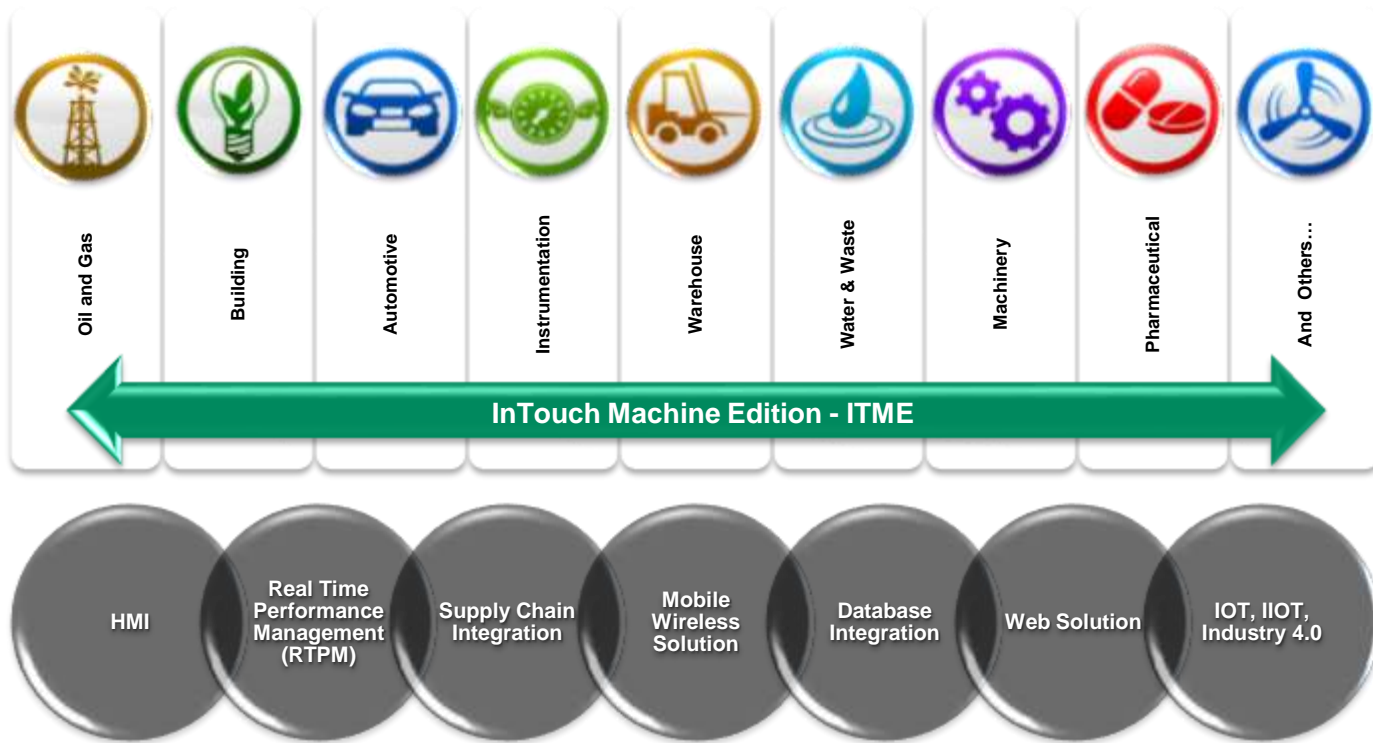 Oil and Gas
Building
Automotive
Instrumentation
Warehouse
Water & Waste
Machinery
Pharmaceutical
And Others...
InTouch Machine Edition - ITME
HMI
Real Time
Performance
Management
(RTPM)
Supply Chain
Integration
Mobile
Wireless
Solution
Database
Integration
Web Solution
IOT, IIOT,
Industry 4.0